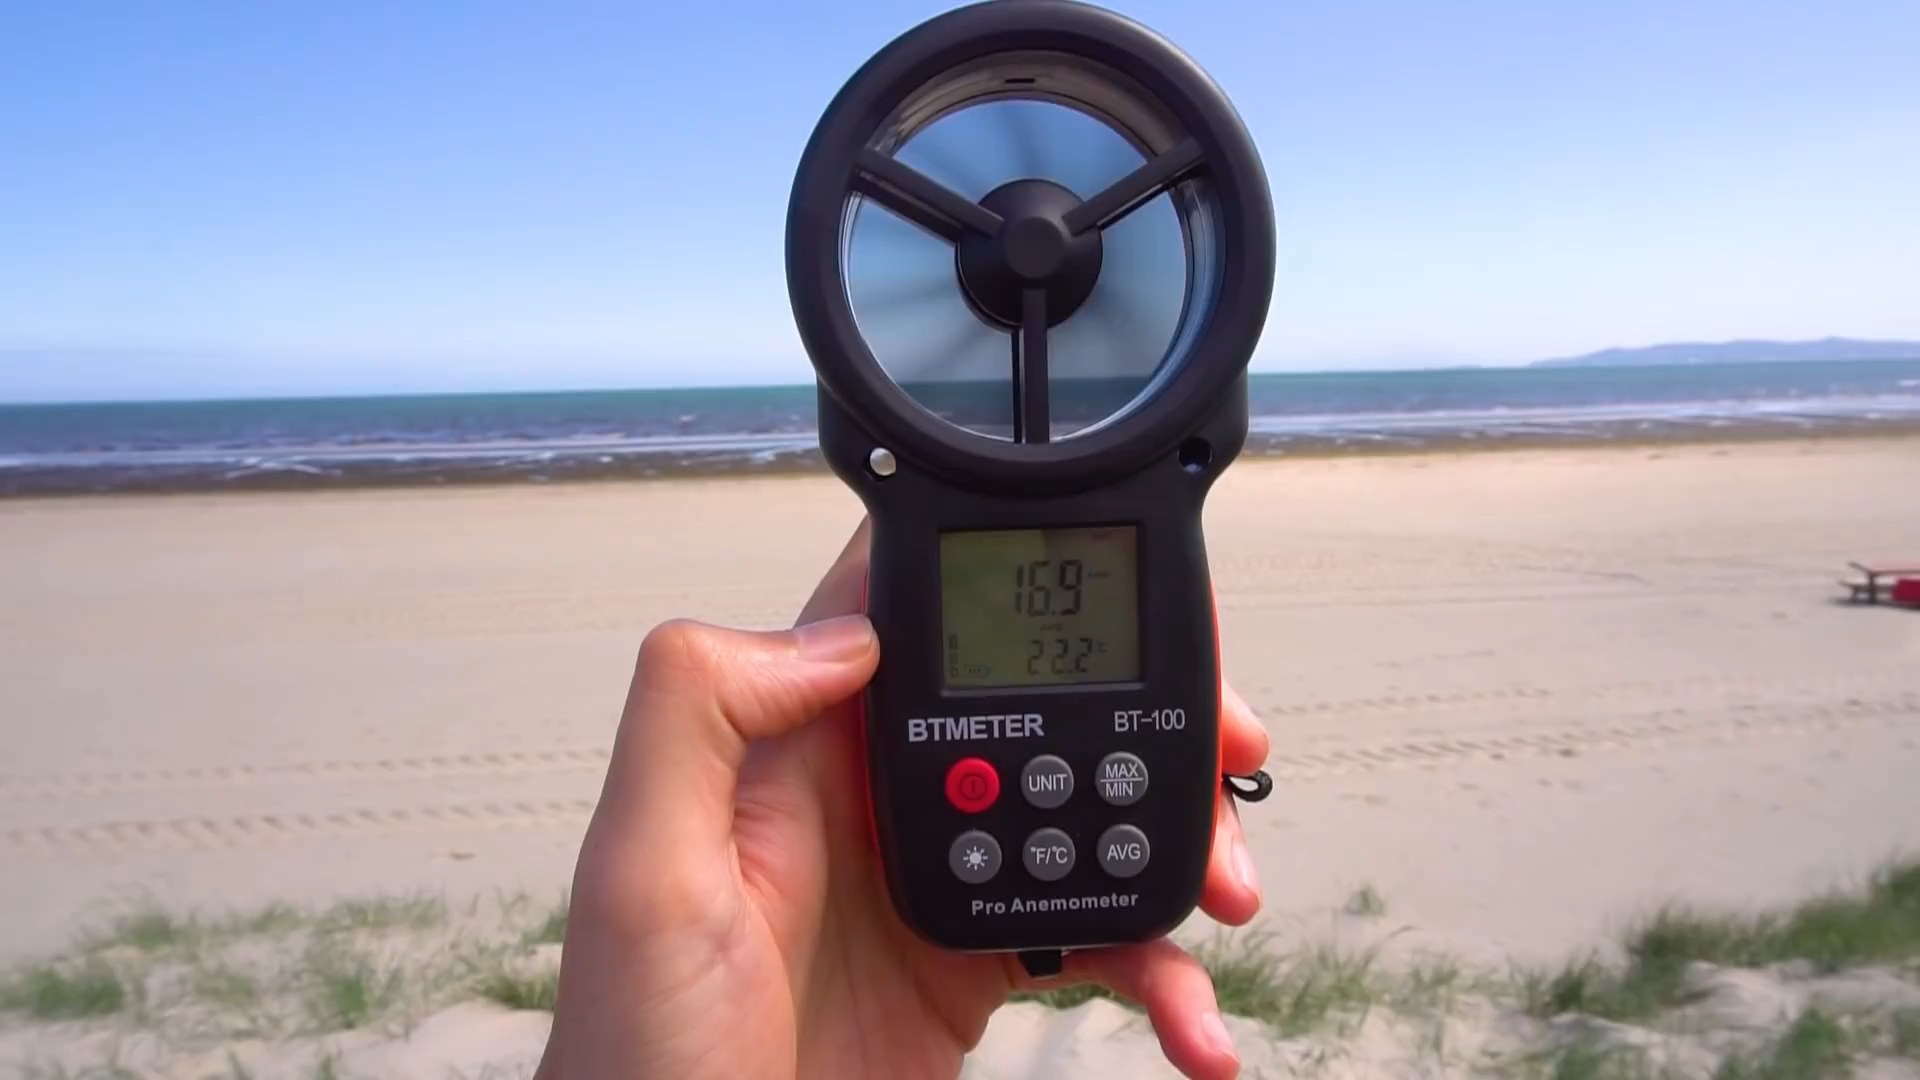 16.9
22.2 °C
BTMETER BT-100
UNIT MAX MIN
°F/°C AVG
Pro Anemometer